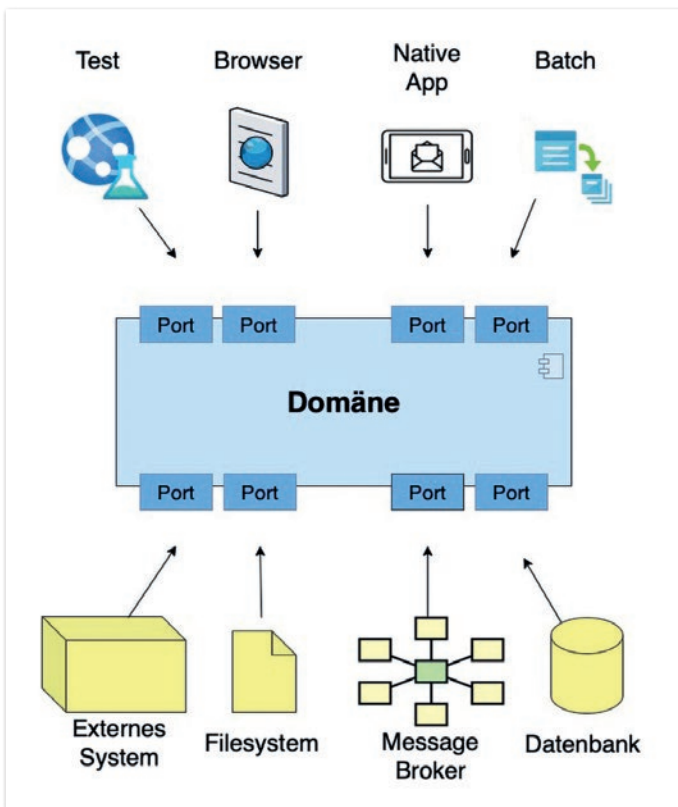 Test
Browser
Native
App
Batch
Port
Port
Port
Port
Domäne
Port
Port
Port
Port
Externes
System
Filesystem
Message
Broker
Datenbank